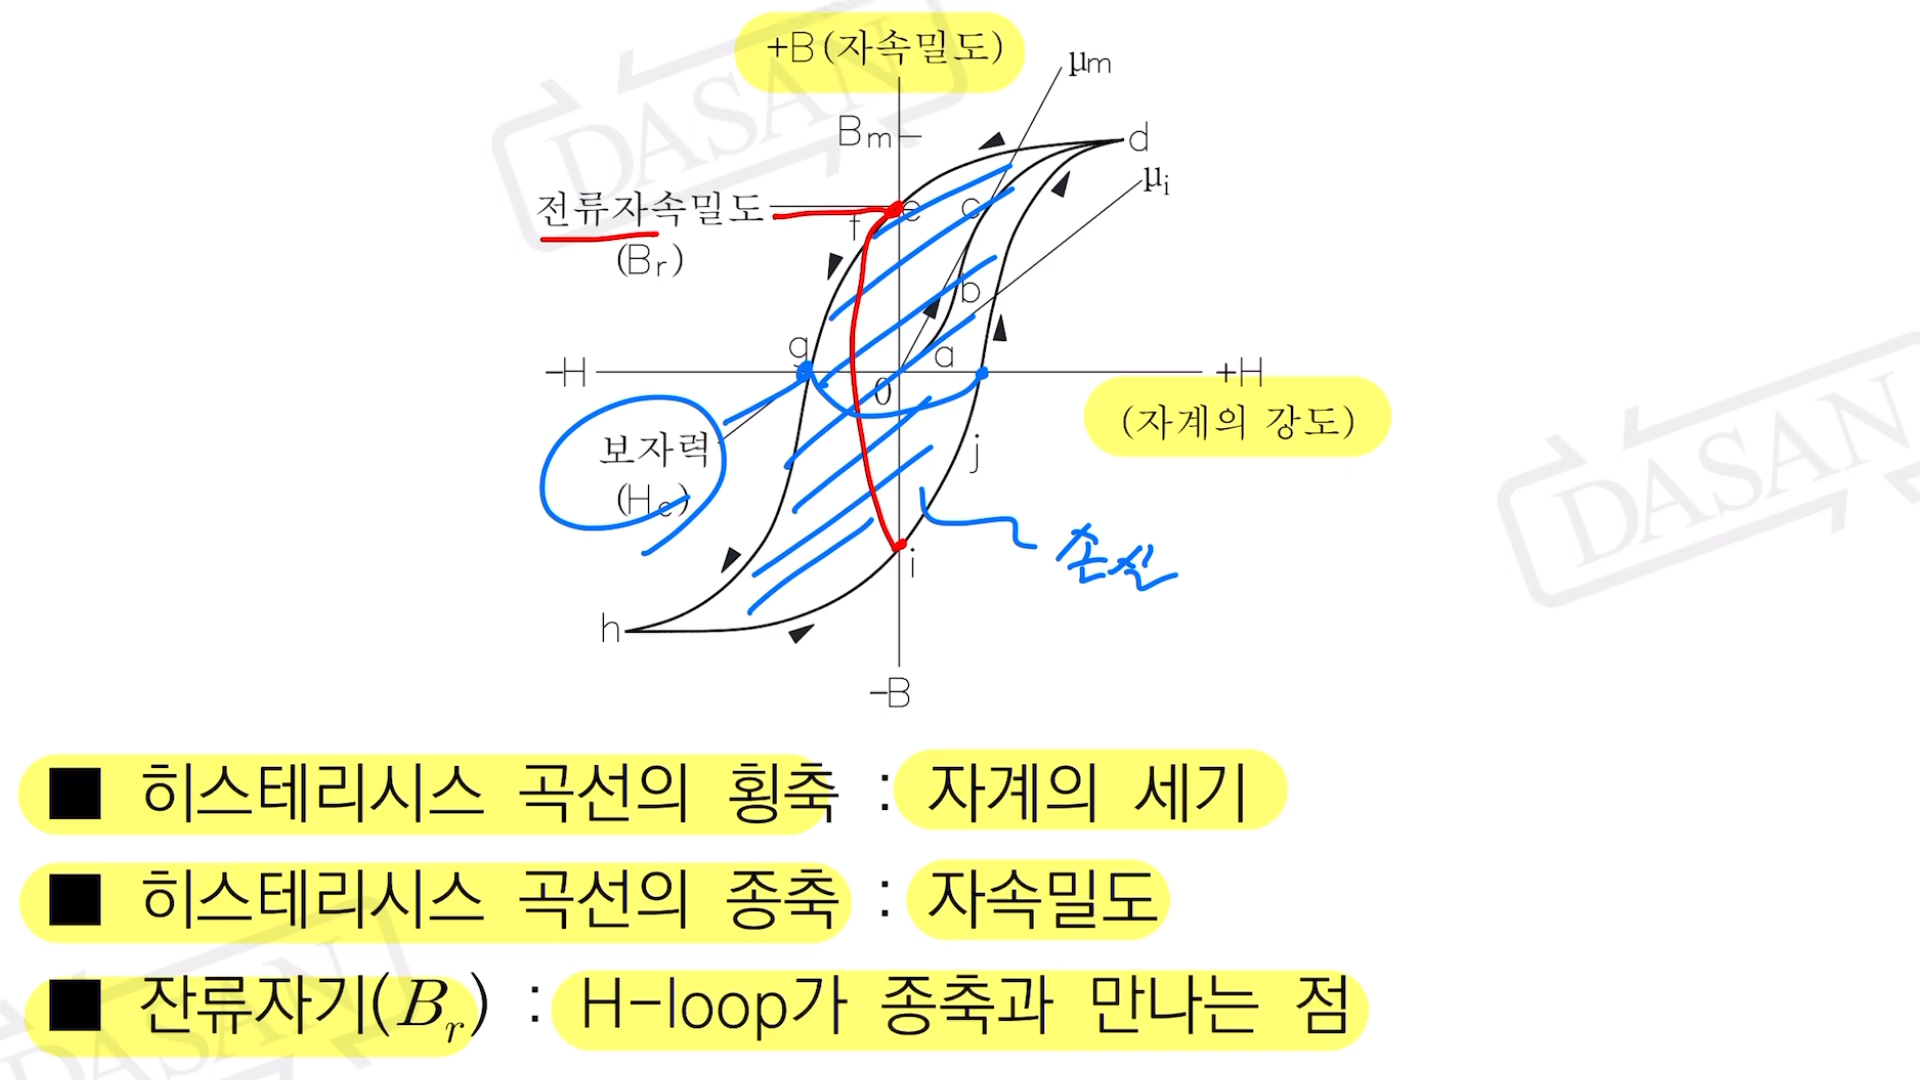 +B(자속밀도)
μm
Bm
d
μi
전류자속밀도
(Br)
f
e
c
b
g
a
-H
0
+H
(자계의 강도)
보자력
(Hc)
j
손실
i
h
-B
■ 히스테리시스 곡선의 횡축 : 자계의 세기
■ 히스테리시스 곡선의 종축 : 자속밀도
■ 잔류자기(Br) : H-loop가 종축과 만나는 점
DASAN
DASAN
DASAN